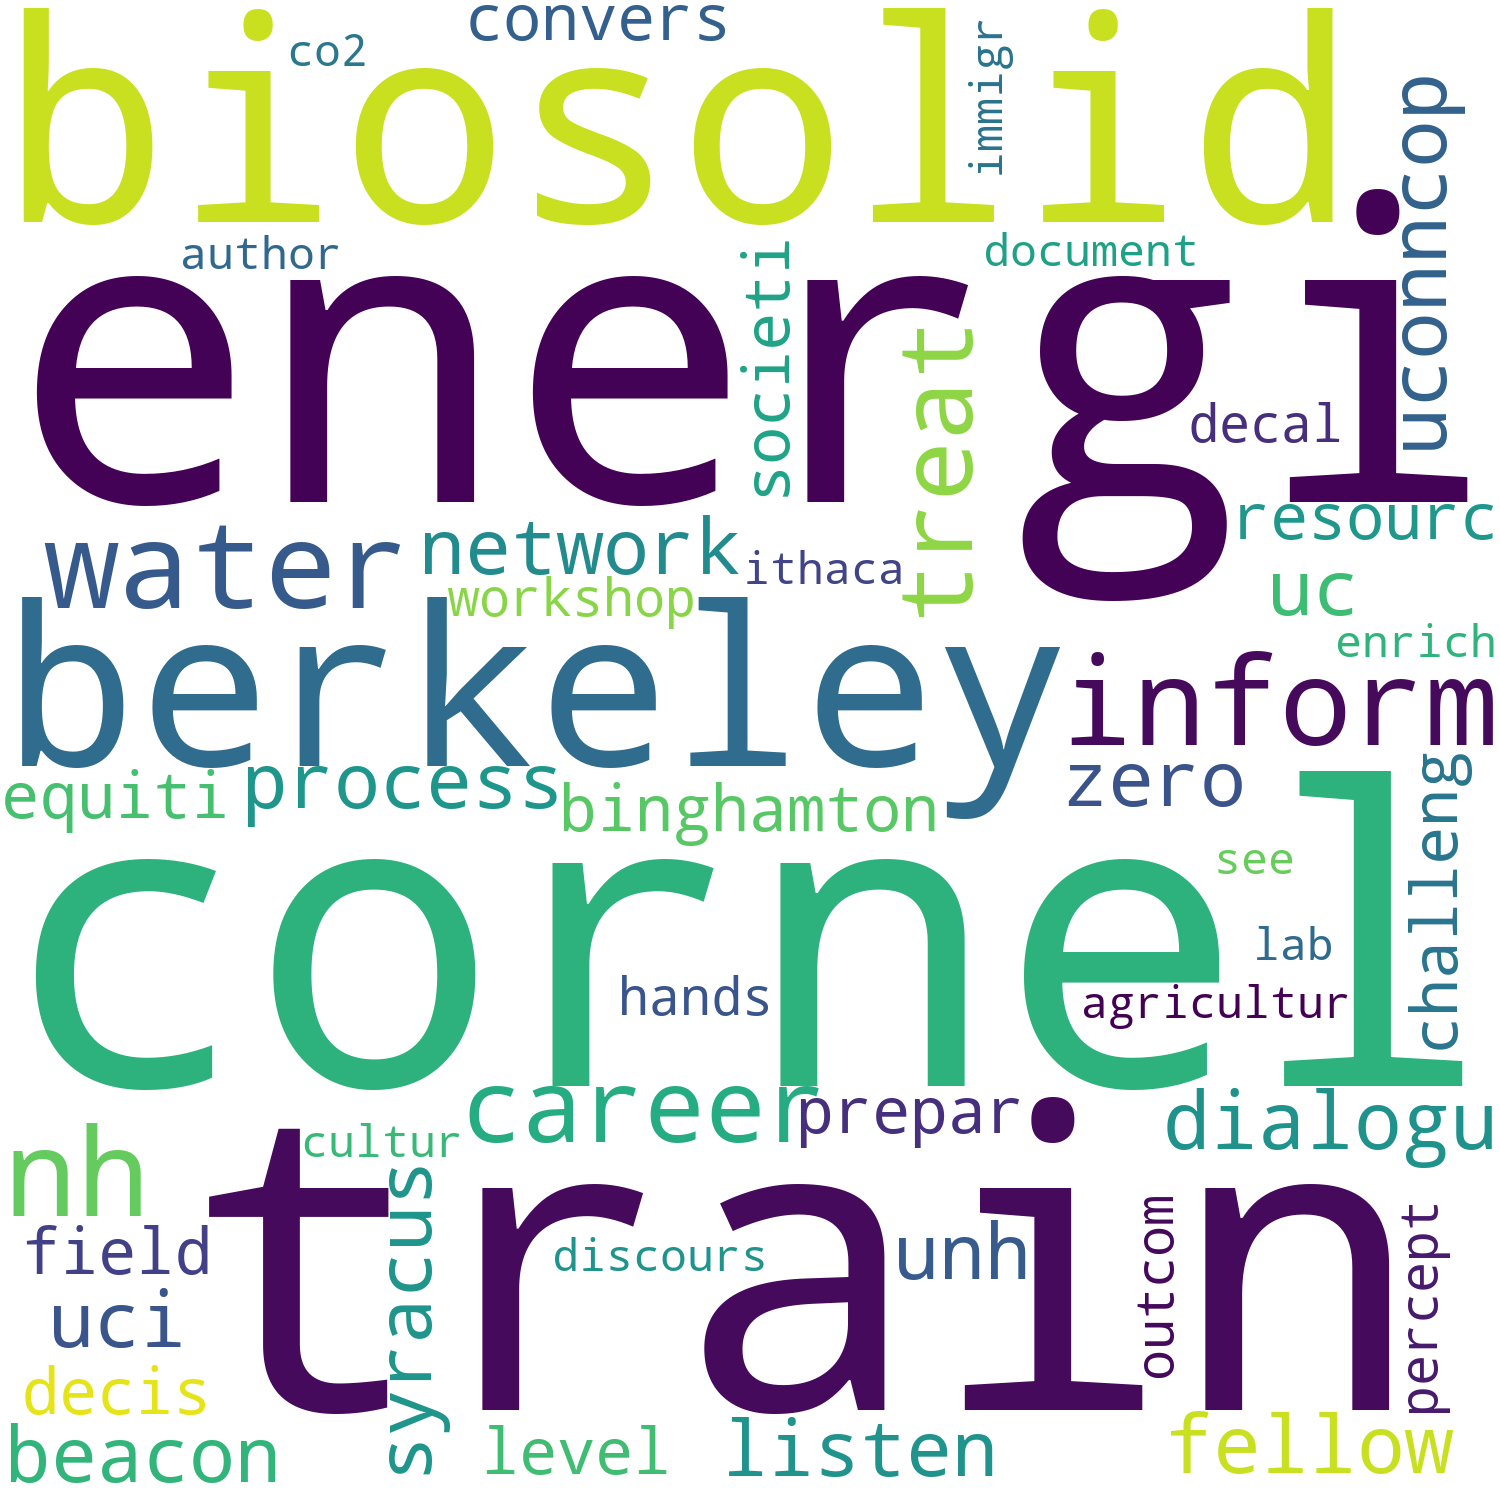 convers
co2
biosolid
immigr
uconncop
author
societi
document
energi
treat
decal
resourc
water
network
ithaca
workshop
uc
enrich
berkeley
inform
equiti
process
binghamton
zero
challeng
cornel
see
lab
hands
agricultur
career
prepar
dialogu
nh
cultur
train
syracus
field
discours
unh
outcom
percept
uci
decis
beacon
level
listen
fellow